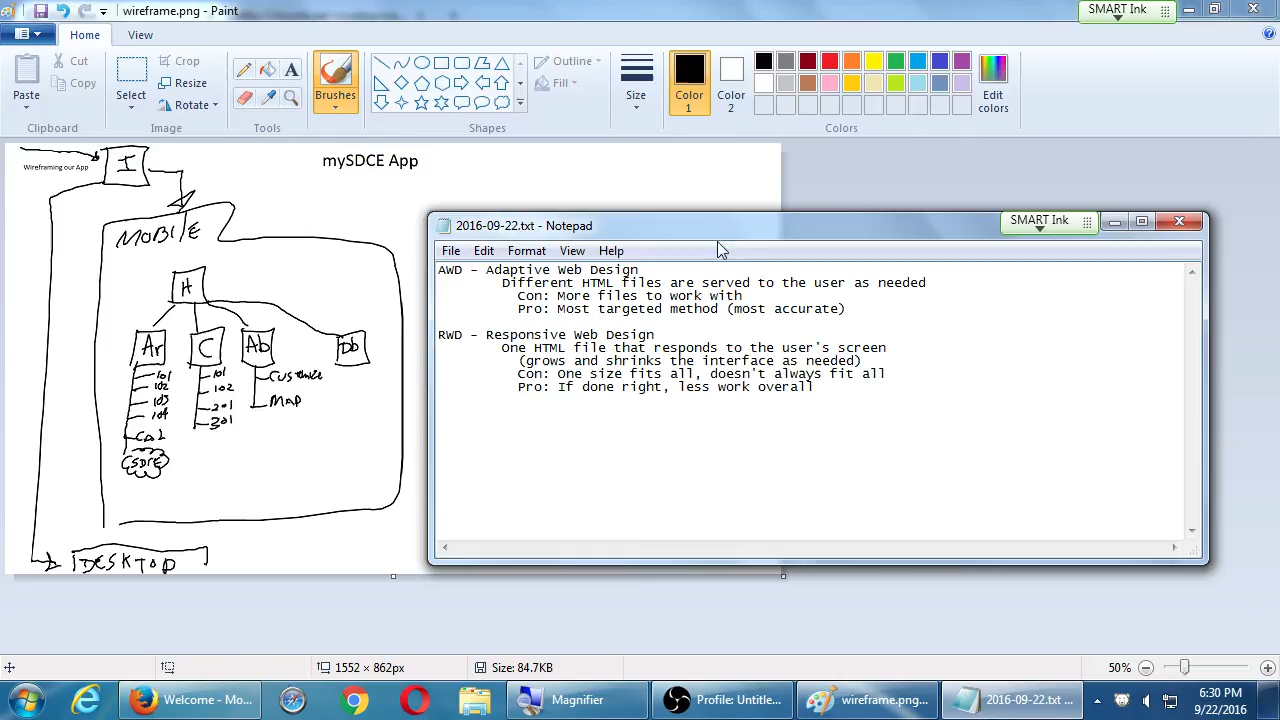 wireframe.png - Paint
SMART Ink
Home
View
Paste
Cut
Copy
Clipboard
Select
Crop
Resize
Rotate
Image
Tools
Brushes
Outline
Fill
Shapes
Size
Color 1
Color 2
Edit colors
Colors
I
Wireframing our App
mySDCE App
MOBILE
H
Ar
C
Ab
Db
101
102
103
104
CAL
SDCE
101
102
201
301
MAP
DESKTOP
2016-09-22.txt - Notepad
SMART Ink
File Edit Format View Help
AWD - Adaptive Web Design
Different HTML files are served to the user as needed
Con: More files to work with
Pro: Most targeted method (most accurate)
RWD - Responsive Web Design
One HTML file that responds to the user's screen
(grows and shrinks the interface as needed)
Con: One size fits all, doesn't always fit all
Pro: If done right, less work overall
1552 × 862px
Size: 84.7KB
50%
Welcome - Mo...
Magnifier
Profile: Untitle...
wireframe.png...
2016-09-22.txt ...
6:30 PM
9/22/2016